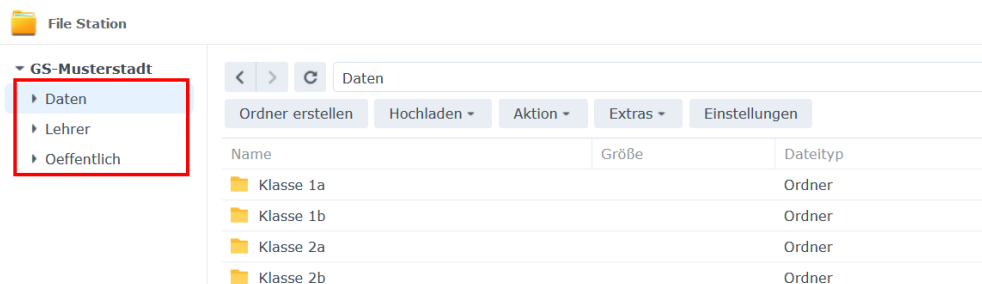 File Station
GS-Musterstadt
Daten
Lehrer
Oeffentlich
Daten
Ordner erstellen Hochladen Aktion Extras Einstellungen
Name Größe Dateityp
Klasse 1a Ordner
Klasse 1b Ordner
Klasse 2a Ordner
Klasse 2b Ordner